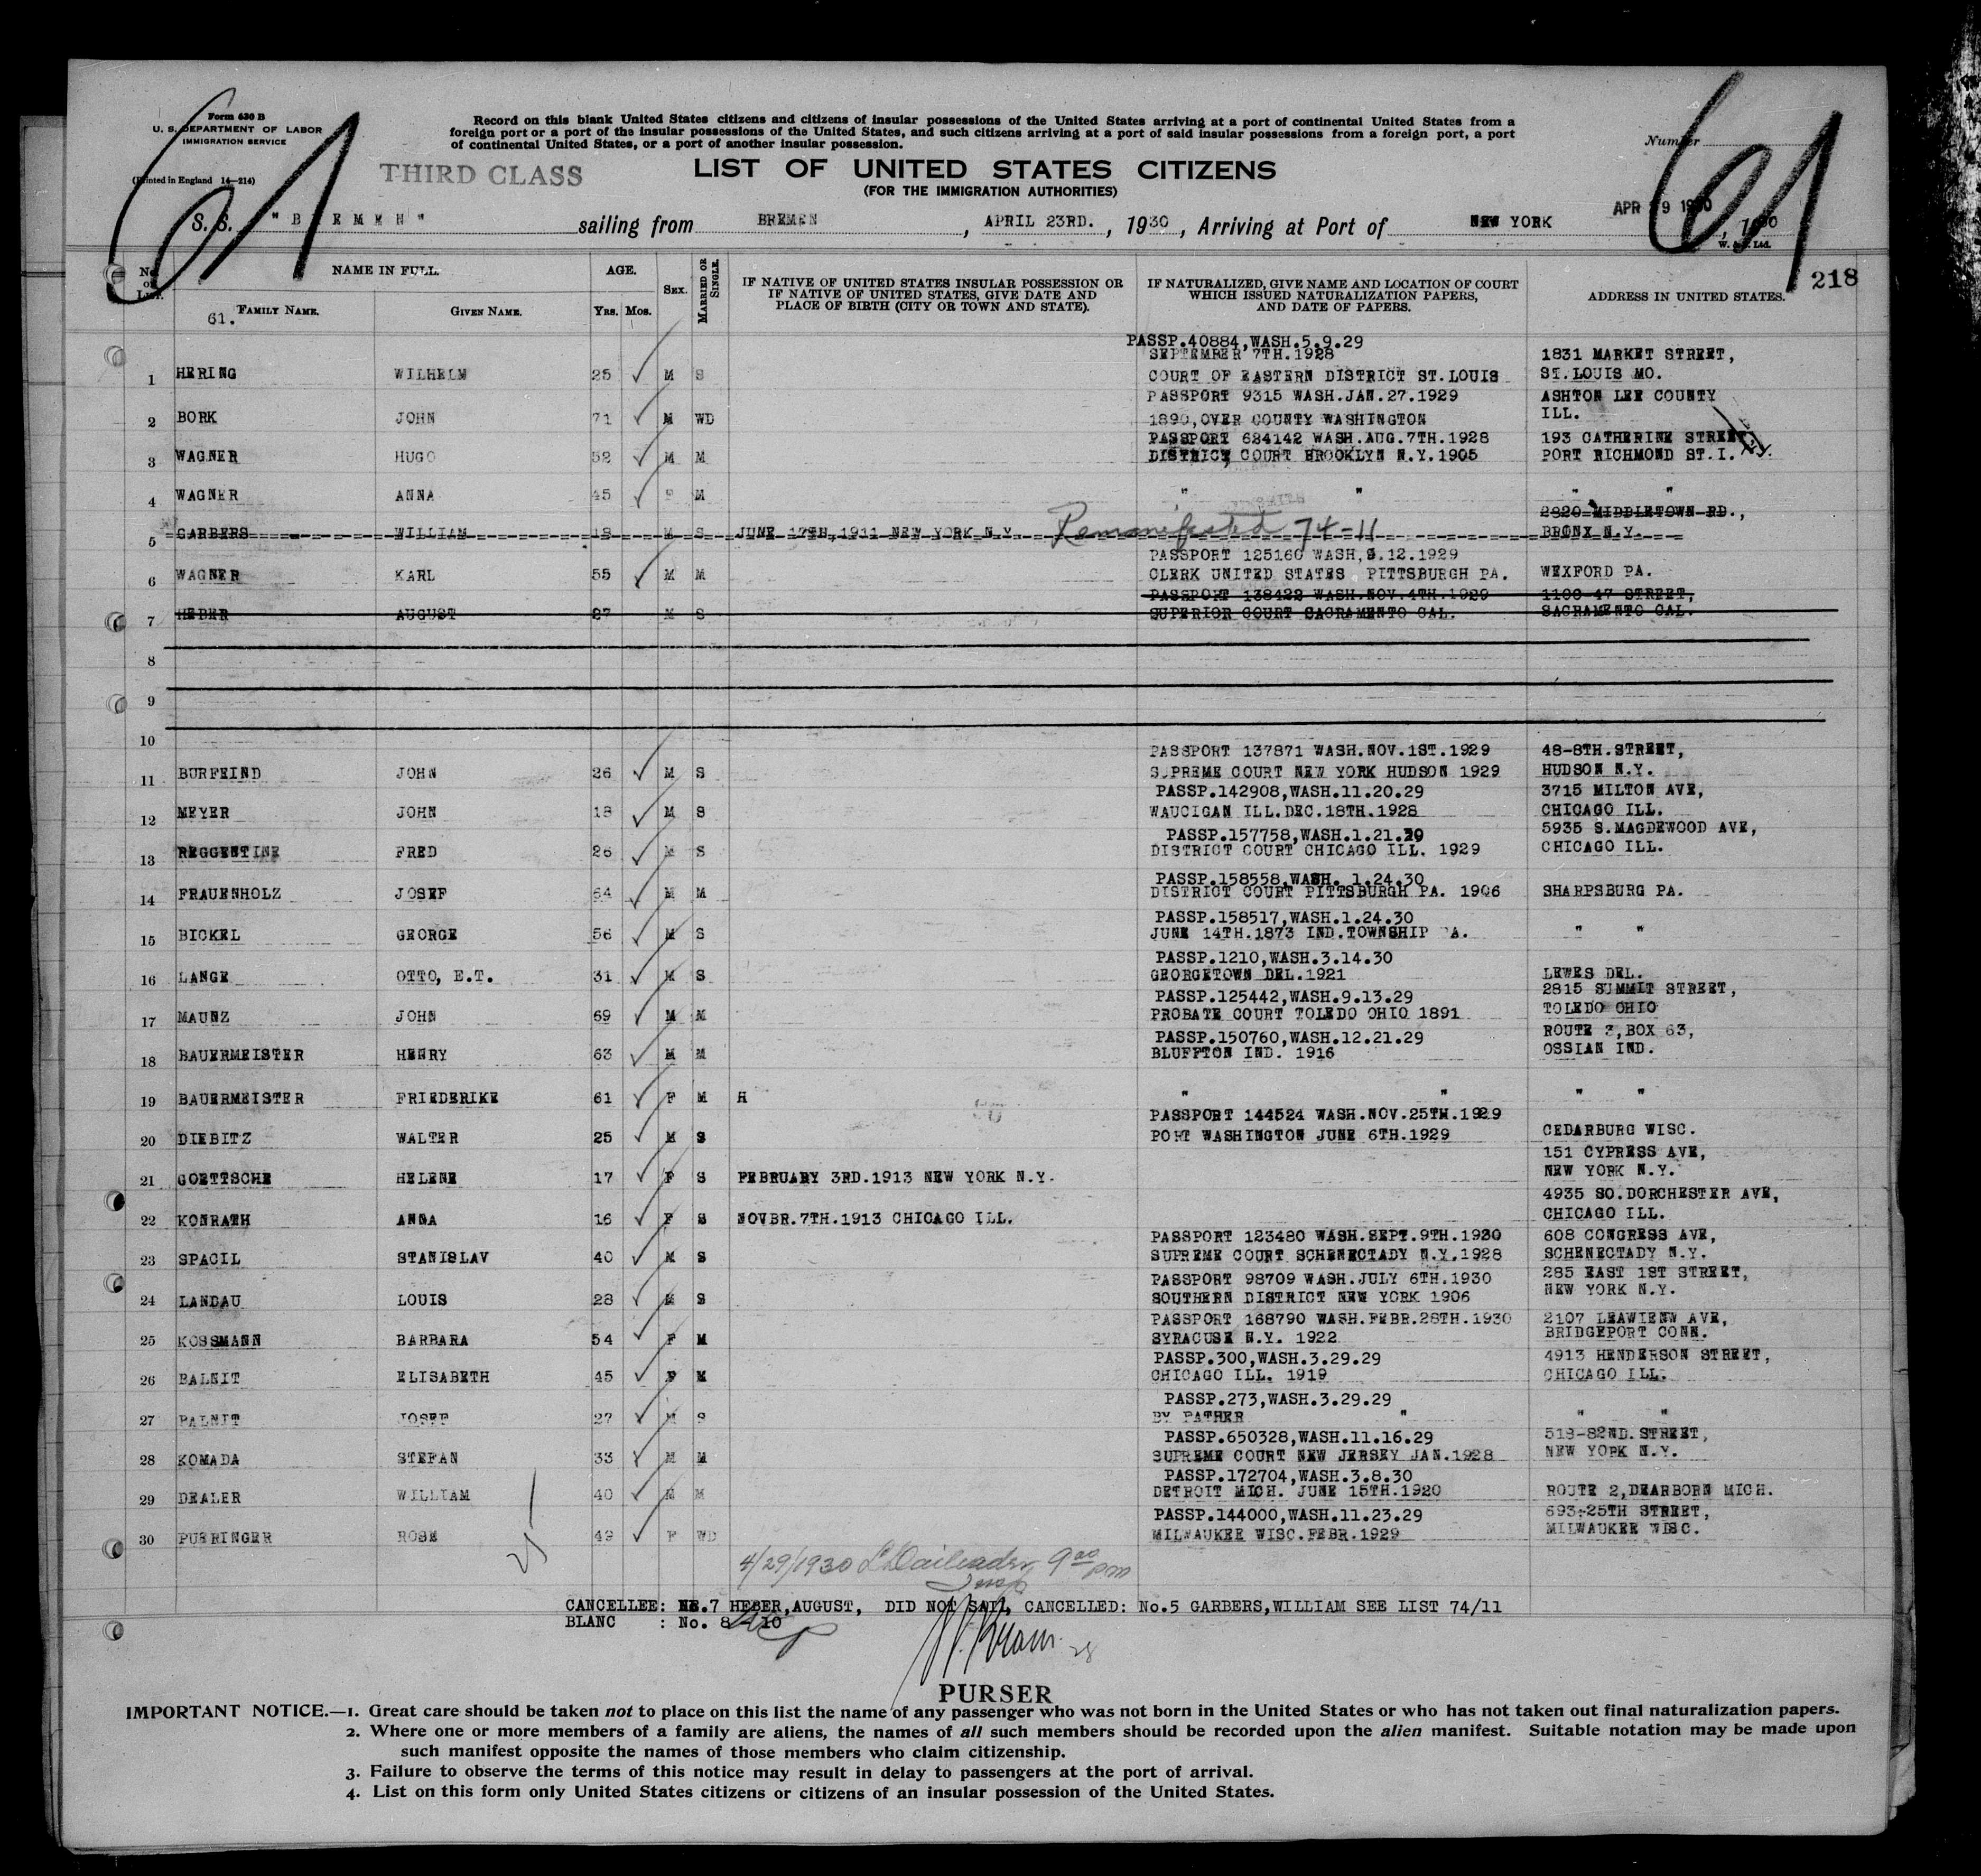 61 61
Form 630 B
U. S. DEPARTMENT OF LABOR
IMMIGRATION SERVICE
(Printed in England 14—214)
Record on this blank United States citizens and citizens of insular possessions of the United States arriving at a port of continental United States from a
foreign port or a port of the insular possessions of the United States, and such citizens arriving at a port of said insular possessions from a foreign port, a port
of continental United States, or a port of another insular possession.
Number
THIRD CLASS
LIST OF UNITED STATES CITIZENS
(FOR THE IMMIGRATION AUTHORITIES)
S. S. "BREMEN" sailing from BREMEN, APRIL 23RD., 1930, Arriving at Port of NEW YORK APR 29 1930, 1930
W. & S. Ltd.
218
No. of List. NAME IN FULL. AGE. SEX. MARRIED OR SINGLE. IF NATIVE OF UNITED STATES INSULAR POSSESSION OR IF NATIVE OF UNITED STATES, GIVE DATE AND PLACE OF BIRTH (CITY OR TOWN AND STATE). IF NATURALIZED, GIVE NAME AND LOCATION OF COURT WHICH ISSUED NATURALIZATION PAPERS, AND DATE OF PAPERS. ADDRESS IN UNITED STATES.
61. FAMILY NAME. GIVEN NAME. Yrs. Mos.
PASSP.40884,WASH.5.9.29
SEPTEMBER 7TH.1928 1831 MARKET STREET,
1 HERING WILHELM 25 M S COURT OF EASTERN DISTRICT ST.LOUIS ST.LOUIS MO.
PASSPORT 9315 WASH.JAN.27.1929 ASHTON LEE COUNTY
2 BORK JOHN 71 M WD 1890,OVER COUNTY WASHINGTON ILL.
PASSPORT 684142 WASH.AUG.7TH.1928 193 CATHERINE STREET, N.Y.
3 WAGNER HUGO 52 M M DISTRICT COURT BROOKLYN N.Y.1905 PORT RICHMOND ST.I.
4 WAGNER ANNA 45 F M " " " "
2820 MIDDLETOWN RD.,
5 GARBERS WILLIAM 18 M S JUNE 17TH,1911 NEW YORK N.Y. Remanifested 74-11 BRONX N.Y.
PASSPORT 125160 WASH,9.12.1929
6 WAGNER KARL 55 M M CLERK UNITED STATES PITTSBURGH PA. WEXFORD PA.
PASSPORT 138422 WASH.NOV.4TH.1929 1100 47 STREET,
7 HEBER AUGUST 27 M S SUPERIOR COURT SACRAMENTO CAL. SACRAMENTO CAL.
8
9
10
PASSPORT 137871 WASH.NOV.1ST.1929 48-8TH.STREET,
11 BURFEIND JOHN 26 M S SUPREME COURT NEW YORK HUDSON 1929 HUDSON N.Y.
PASSP.142908,WASH.11.20.29 3715 MILTON AVE,
12 MEYER JOHN 18 M S WAUCIGAN ILL.DEC.18TH.1928 CHICAGO ILL.
PASSP.157758,WASH.1.21.30 5935 S.MAGDEWOOD AVE,
13 REGGENTINE FRED 26 M S DISTRICT COURT CHICAGO ILL. 1929 CHICAGO ILL.
PASSP.158558,WASH. 1.24.30
14 FRAUENHOLZ JOSEF 64 M M DISTRICT COURT PITTSBURGH PA. 1906 SHARPSBURG PA.
PASSP.158517,WASH.1.24.30
15 BICKEL GEORGE 56 M S JUNE 14TH.1873 IND.TOWNSHIP PA. " "
PASSP.1210,WASH.3.14.30
16 LANGE OTTO, E.T. 31 M S GEORGETOWN DEL.1921 LEWES DEL.
PASSP.125442,WASH.9.13.29 2815 SUMMIT STREET,
17 MAUNZ JOHN 69 M M PROBATE COURT TOLEDO OHIO 1891 TOLEDO OHIO
PASSP.150760,WASH.12.21.29 ROUTE 3,BOX 63,
18 BAUERMEISTER HENRY 63 M M BLUFFTON IND. 1916 OSSIAN IND.
19 BAUERMEISTER FRIEDERIKE 61 F M H " " " "
PASSPORT 144524 WASH.NOV.25TH.1929
20 DIEBITZ WALTER 25 M S PORT WASHINGTON JUNE 6TH.1929 CEDARBURG WISC.
151 CYPRESS AVE,
21 GOETTSCHE HELENE 17 F S FEBRUARY 3RD.1913 NEW YORK N.Y. NEW YORK N.Y.
4935 SO.DORCHESTER AVE,
22 KONRATH ANNA 16 F S NOVBR.7TH.1913 CHICAGO ILL. CHICAGO ILL.
PASSPORT 123480 WASH.SEPT.9TH.1930 608 CONGRESS AVE,
23 SPACIL STANISLAV 40 M S SUPREME COURT SCHENECTADY N.Y.1928 SCHENECTADY N.Y.
PASSPORT 98709 WASH.JULY 6TH.1930 285 EAST 1ST STREET,
24 LANDAU LOUIS 28 M S SOUTHERN DISTRICT NEW YORK 1906 NEW YORK N.Y.
PASSPORT 168790 WASH.FEBR.28TH.1930 2107 LEAWIENW AVE,
25 KOSSMANN BARBARA 54 F M SYRACUSE N.Y. 1922 BRIDGEPORT CONN.
PASSP.300,WASH.3.29.29 4913 HENDERSON STREET,
26 BALNIT ELISABETH 45 F M CHICAGO ILL. 1919 CHICAGO ILL.
PASSP.273,WASH.3.29.29
27 PALNIT JOSEF 27 M S BY FATHER " " "
PASSP.650328,WASH.11.16.29 518-82ND.STREET,
28 KOMADA STEFAN 33 M M SUPREME COURT NEW JERSEY JAN.1928 NEW YORK N.Y.
PASSP.172704,WASH.3.8.30
29 DEALER WILLIAM 40 M M DETROIT MICH. JUNE 15TH.1920 ROUTE 2,DEARBORN MICH.
PASSP.144000,WASH.11.23.29 693-25TH STREET,
30 PUERINGER ROSE 49 F WD MILWAUKEE WISC.FEBR.1929 MILWAUKEE WISC.
4/29/1930 9 00 pm
Insp
CANCELLEE: No.7 HEBER,AUGUST, DID NOT SAIL, CANCELLED: No.5 GARBERS,WILLIAM SEE LIST 74/11
BLANC : No. 8 10
PURSER
IMPORTANT NOTICE.—1. Great care should be taken not to place on this list the name of any passenger who was not born in the United States or who has not taken out final naturalization papers.
2. Where one or more members of a family are aliens, the names of all such members should be recorded upon the alien manifest. Suitable notation may be made upon
such manifest opposite the names of those members who claim citizenship.
3. Failure to observe the terms of this notice may result in delay to passengers at the port of arrival.
4. List on this form only United States citizens or citizens of an insular possession of the United States.